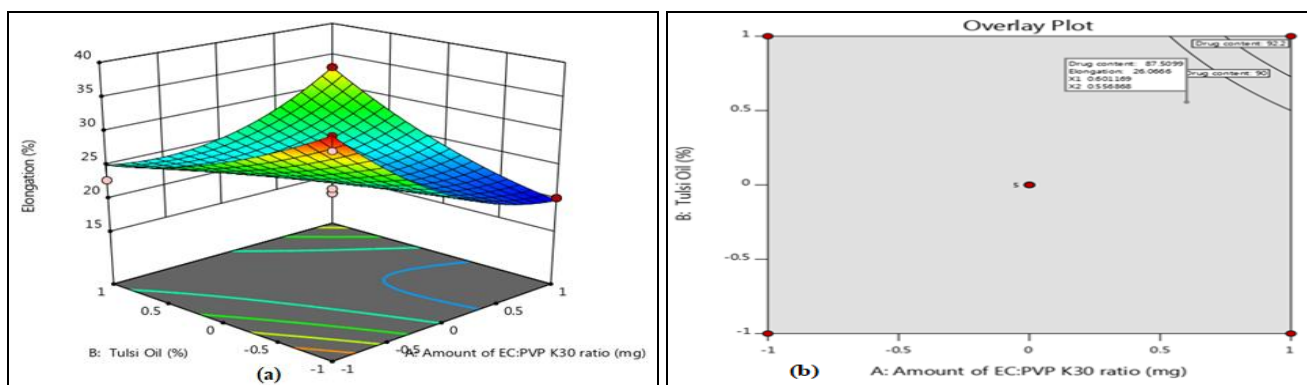 40
35
30
25
20
15
Elongation (%)
1
0.5
0
-0.5
-1
-1
-0.5
0
0.5
1
B: Tulsi Oil (%)
A: Amount of EC:PVP K30 ratio (mg)
(a)
Overlay Plot
1
0.5
0
-0.5
-1
B: Tulsi Oil (%)
Drug content: 92.2
Drug content: 90
Drug content: 87.5099
Elongation: 26.0666
X1 0.601169
X2 0.556868
5
-1
-0.5
0
0.5
1
A: Amount of EC:PVP K30 ratio (mg)
(b)